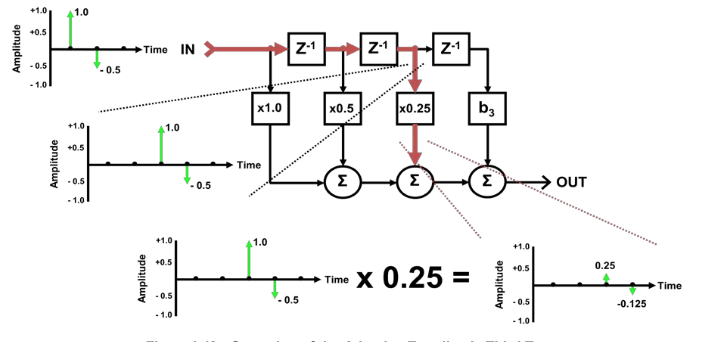 +1.0
+0.5
- 0.5
- 1.0
Amplitude
1.0
- 0.5
Time
IN
Z-1
Z-1
Z-1
x1.0
x0.5
x0.25
b3
Σ
Σ
Σ
OUT
+1.0
+0.5
- 0.5
- 1.0
Amplitude
1.0
- 0.5
Time
+1.0
+0.5
- 0.5
- 1.0
Amplitude
1.0
- 0.5
Time
x 0.25 =
+1.0
+0.5
- 0.5
- 1.0
Amplitude
0.25
-0.125
Time